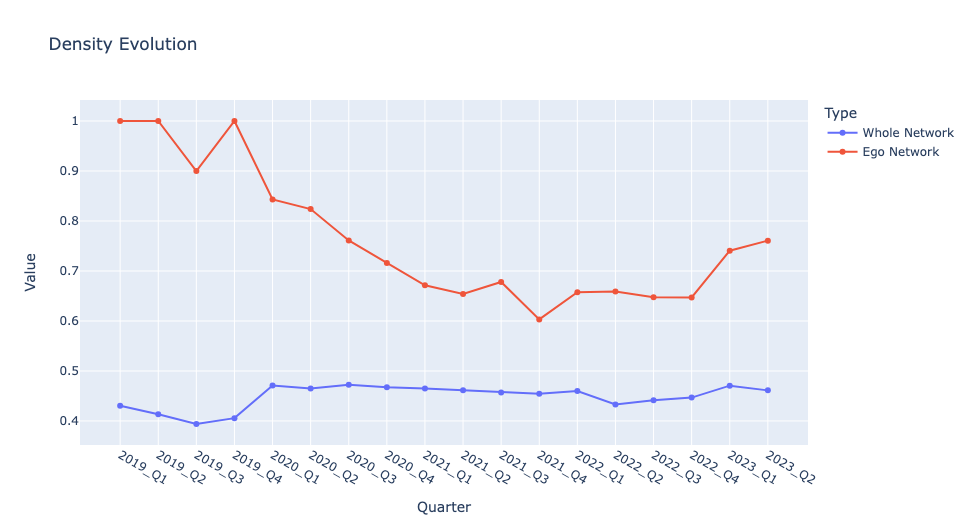 Density Evolution
Type
Whole Network
Ego Network
Value
1
0.9
0.8
0.7
0.6
0.5
0.4
2019_Q1
2019_Q2
2019_Q3
2019_Q4
2020_Q1
2020_Q2
2020_Q3
2020_Q4
2021_Q1
2021_Q2
2021_Q3
2021_Q4
2022_Q1
2022_Q2
2022_Q3
2022_Q4
2023_Q1
2023_Q2
Quarter